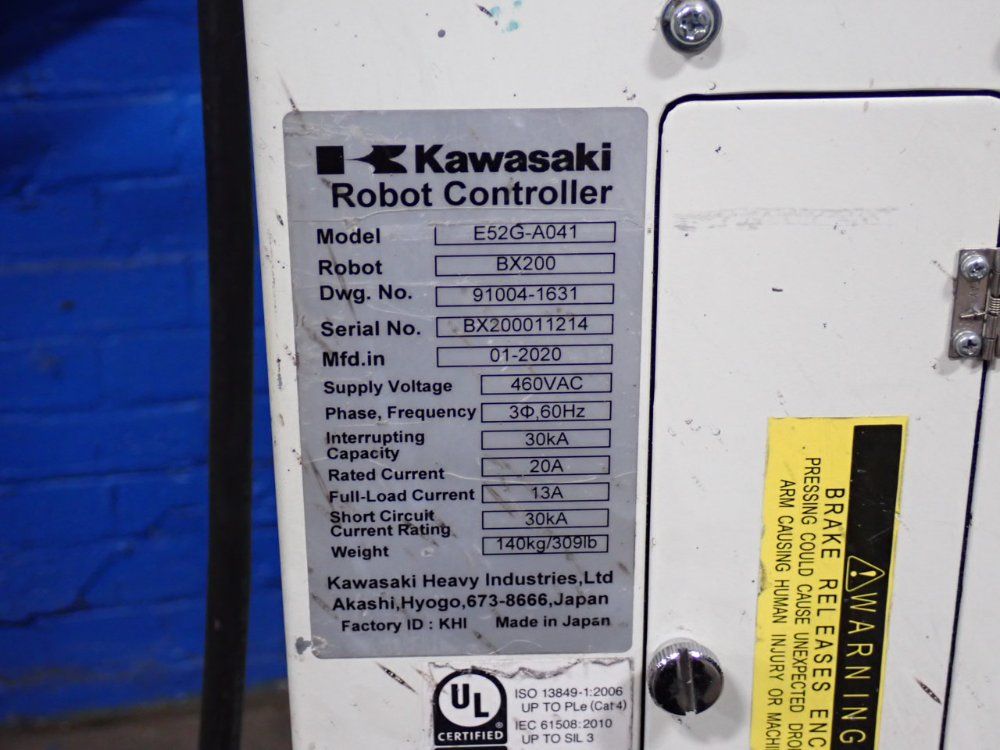 Kawasaki
Robot Controller
Model E52G-A041
Robot BX200
Dwg. No. 91004-1631
Serial No. BX200011214
Mfd.in 01-2020
Supply Voltage 460VAC
Phase, Frequency 3Φ,60Hz
Interrupting
Capacity 30kA
Rated Current 20A
Full-Load Current 13A
Short Circuit
Current Rating 30kA
Weight 140kg/309lb
Kawasaki Heavy Industries,Ltd
Akashi,Hyogo,673-8666,Japan
Factory ID : KHI Made in Japan
UL
CERTIFIED
ISO 13849-1:2006
UP TO PLe (Cat 4)
IEC 61508:2010
UP TO SIL 3
WARNING
BRAKE RELEASES
PRESSING COULD CAUSE UNEXPECTED
ARM CAUSING HUMAN INJURY OR